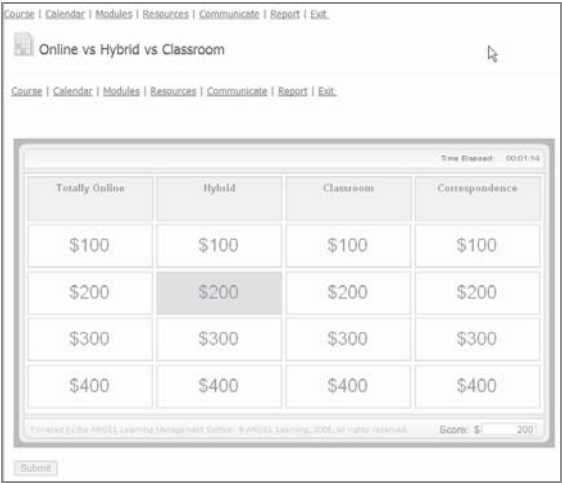 Course | Calendar | Modules | Resources | Communicate | Report | Exit
Online vs Hybrid vs Classroom
Course | Calendar | Modules | Resources | Communicate | Report | Exit
Time Elapsed: 00:01:14
Totally Online Hybrid Classroom Correspondence
$100 $100 $100 $100
$200 $200 $200 $200
$300 $300 $300 $300
$400 $400 $400 $400
Powered by the ANGEL Learning Management System. © ANGEL Learning, 2008, all rights reserved. Score: $ 200
Submit